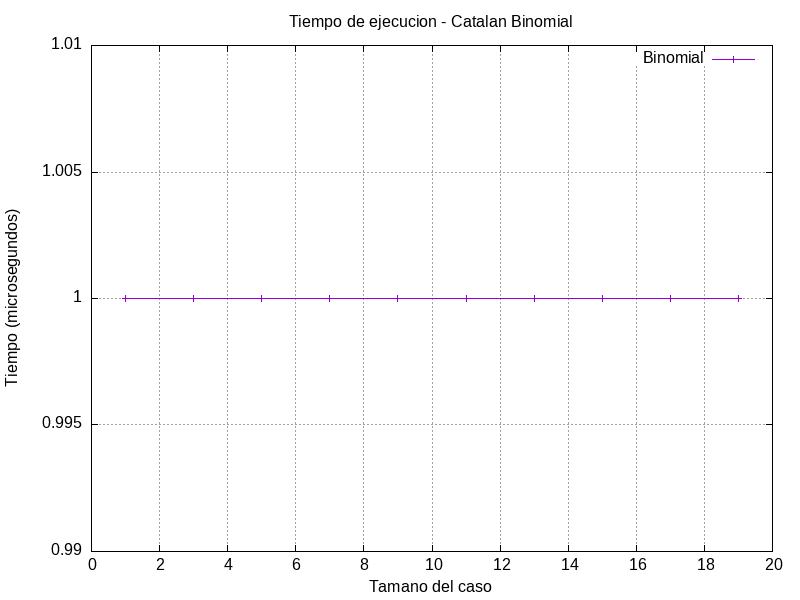 Tiempo de ejecucion - Catalan Binomial
1.01
Binomial
1.005
Tiempo (microsegundos)
1
0.995
0.99
0 2 4 6 8 10 12 14 16 18 20
Tamano del caso